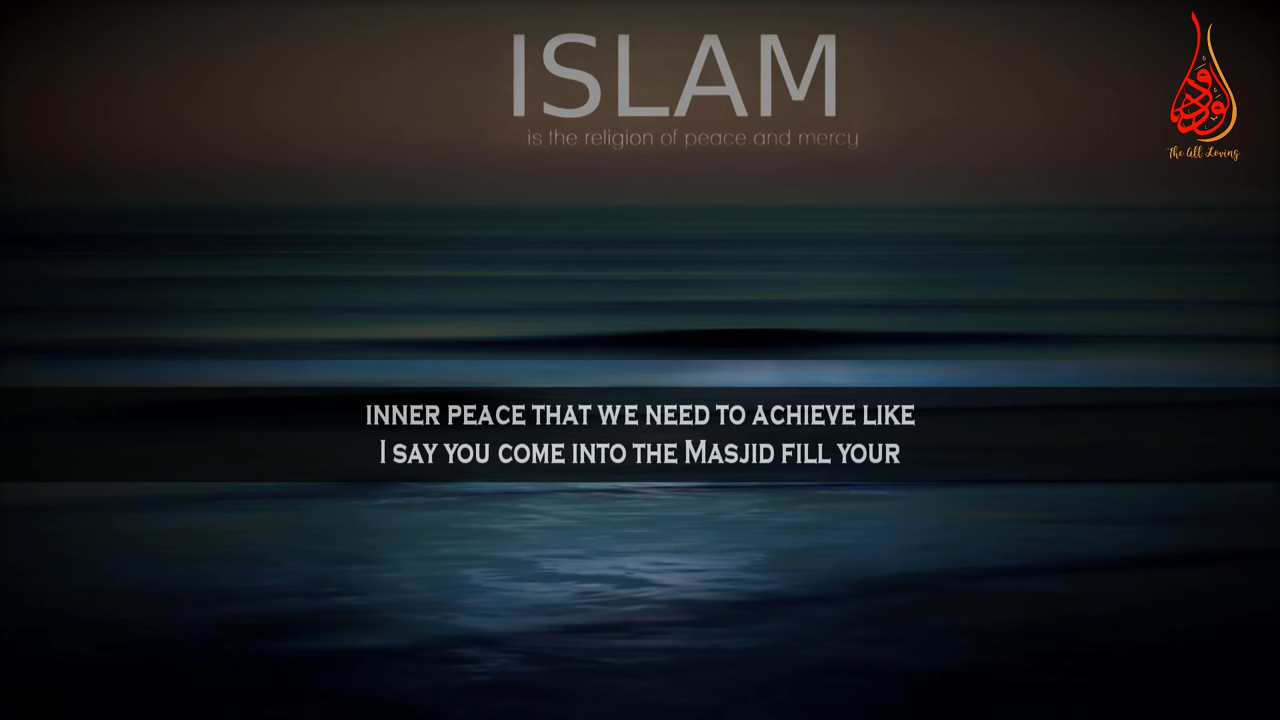 ISLAM
is the religion of peace and mercy
الودود
The All Loving
INNER PEACE THAT WE NEED TO ACHIEVE LIKE
I SAY YOU COME INTO THE MASJID FILL YOUR